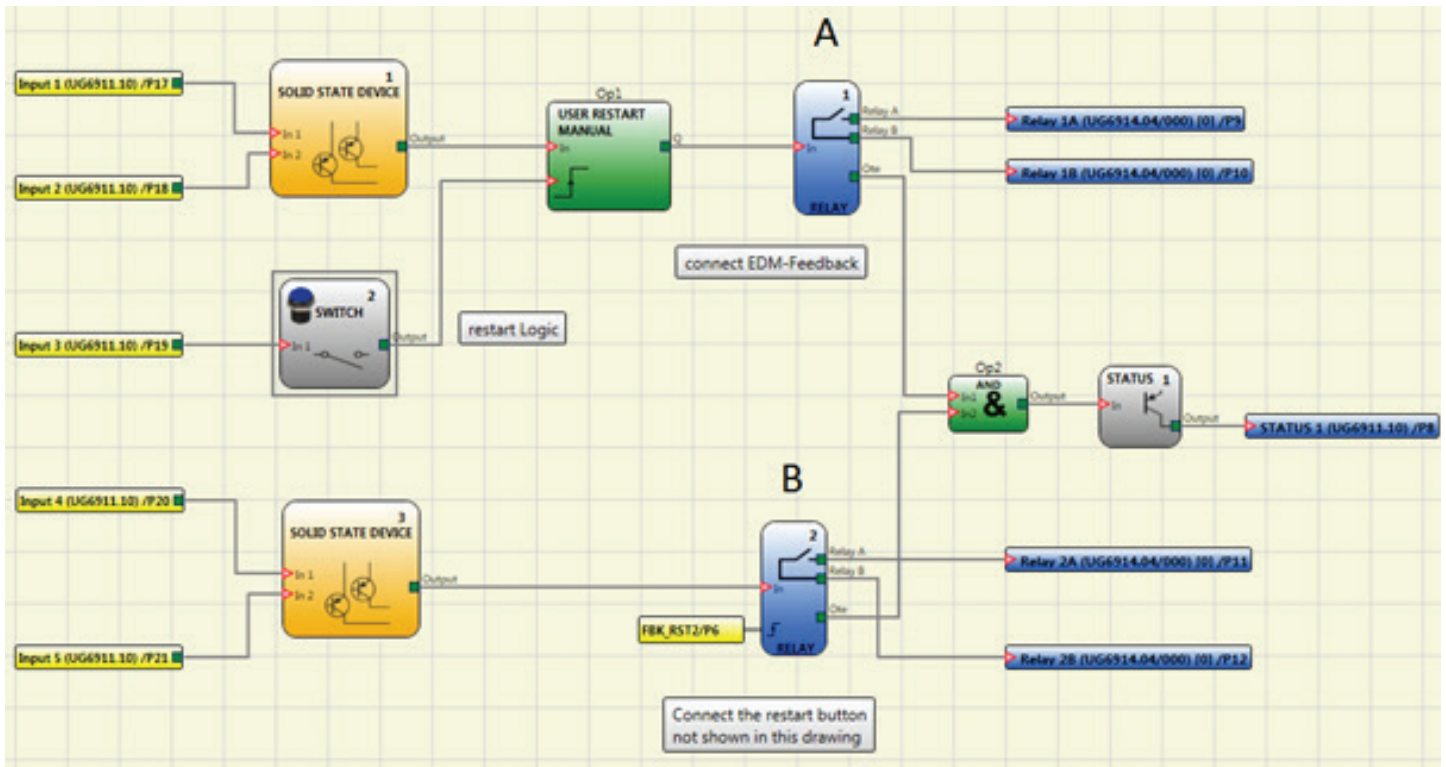 A
Input 1 (UG6911.10) /P17
1
SOLID STATE DEVICE
In 1
In 2
Output
Input 2 (UG6911.10) /P18
Op1
USER RESTART
MANUAL
In
Q
1
In
Relay A
Relay B
Ote
RELAY
Relay 1A (UG6914.04/000) [0] /P9
Relay 1B (UG6914.04/000) [0] /P10
connect EDM-Feedback
Input 3 (UG6911.10) /P19
2
SWITCH
In 1
Output
restart Logic
Op2
AND
&
In1
In2
Output
STATUS 1
In
Output
STATUS 1 (UG6911.10) /P8
B
Input 4 (UG6911.10) /P20
3
SOLID STATE DEVICE
In 1
In 2
Output
Input 5 (UG6911.10) /P21
2
In
Relay A
Relay B
Ote
RELAY
FBK_RST2/P6
Relay 2A (UG6914.04/000) [0] /P11
Relay 2B (UG6914.04/000) [0] /P12
Connect the restart button
not shown in this drawing